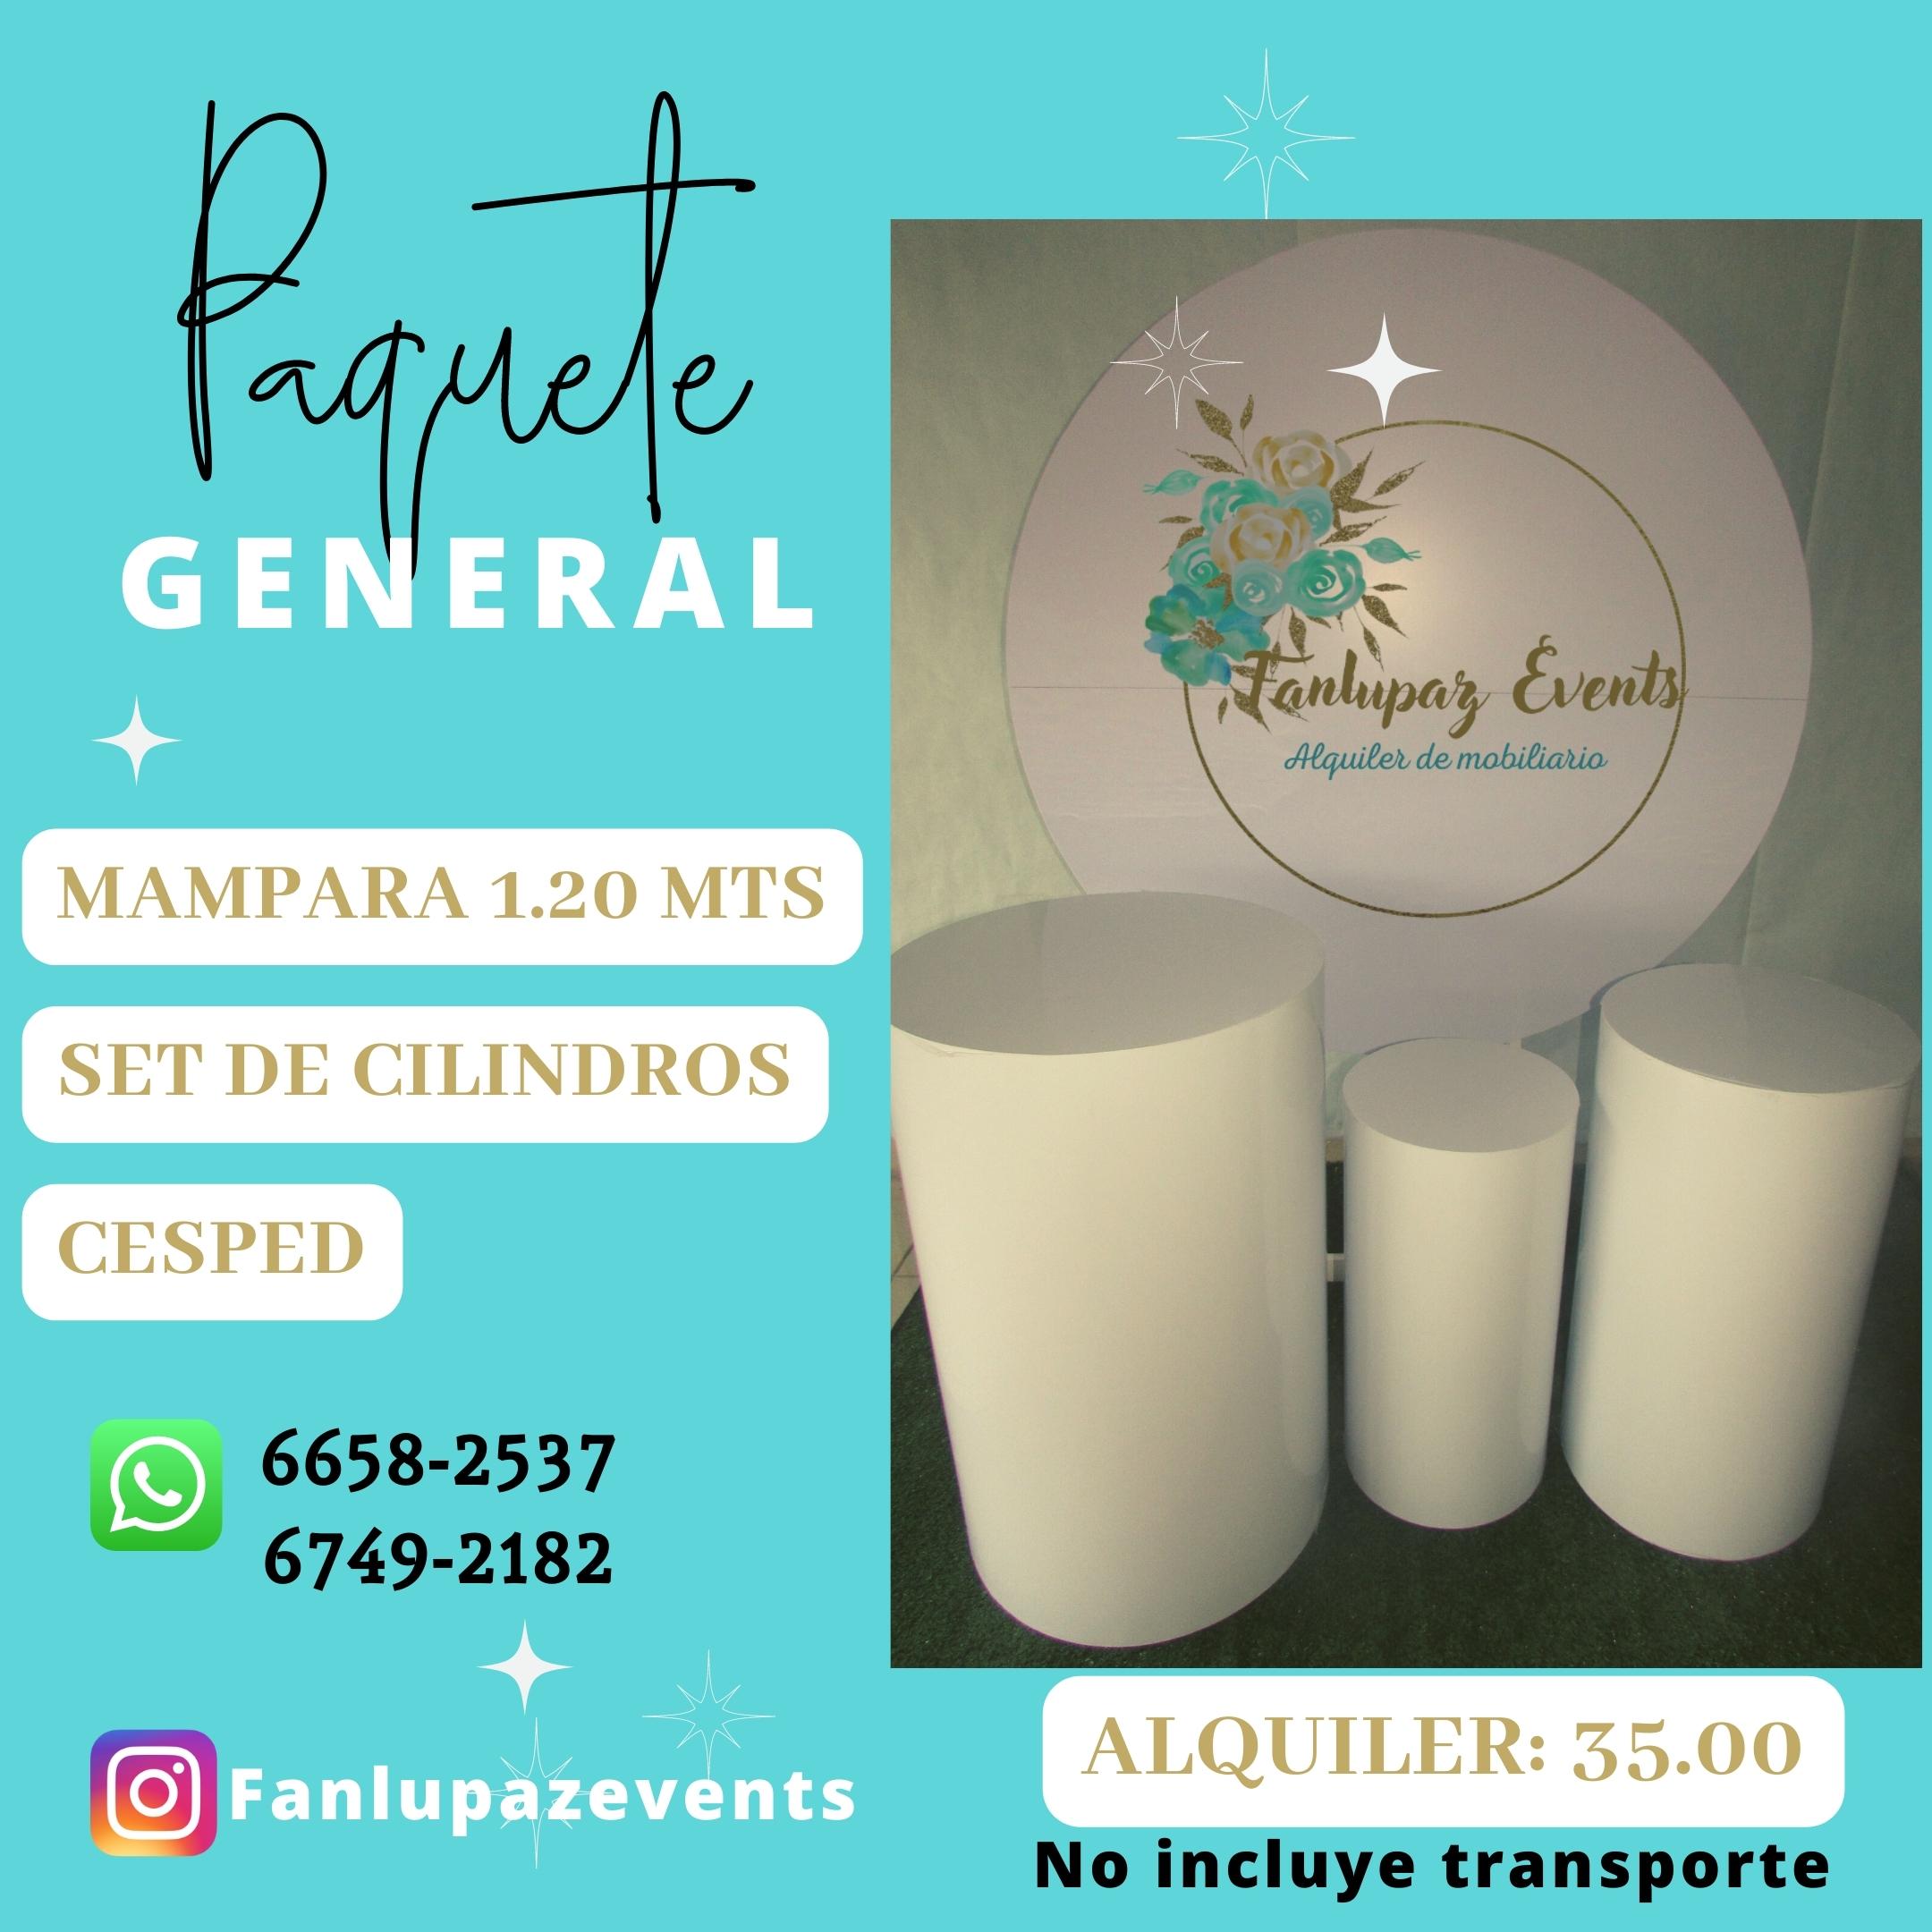 Paquete
GENERAL
MAMPARA 1.20 MTS
SET DE CILINDROS
CESPED
6658-2537
6749-2182
Fanlupazevents
Fanlupaz Events
Alquiler de mobiliario
ALQUILER: 35.00
No incluye transporte